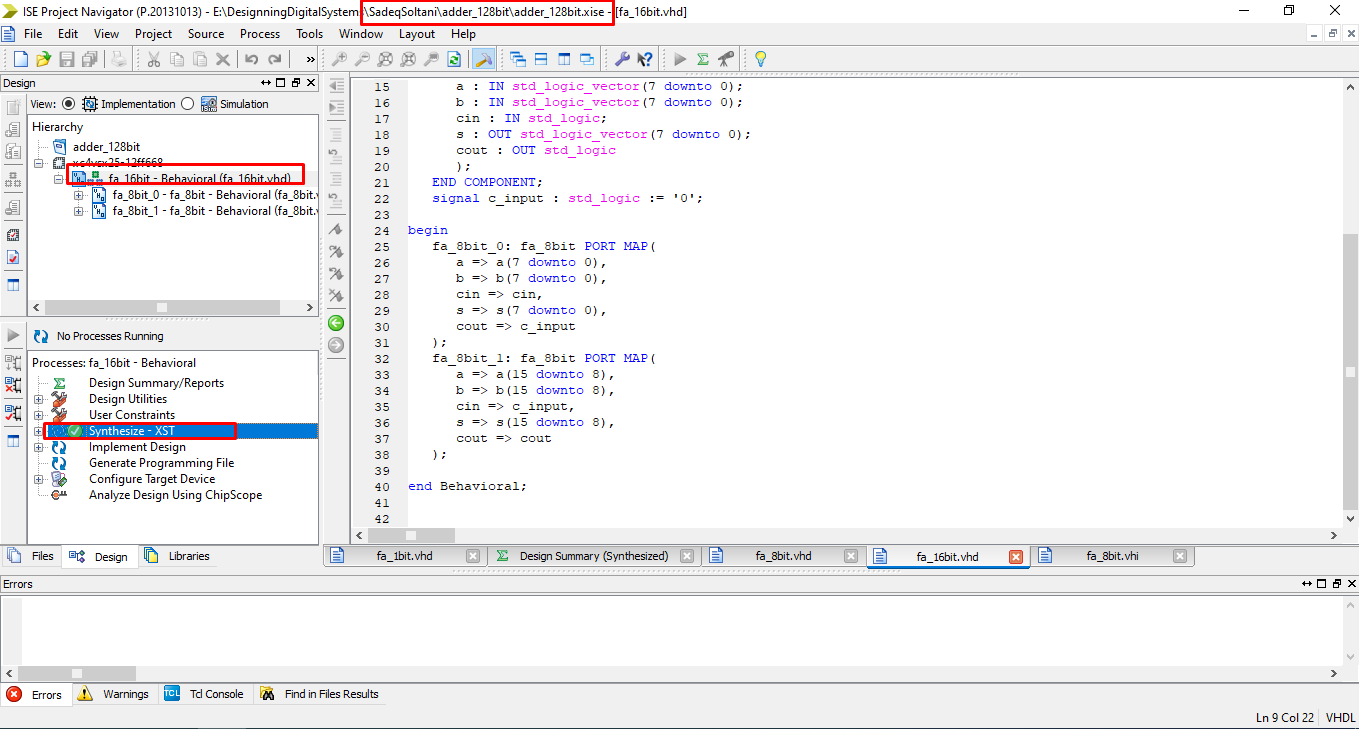 ISE Project Navigator (P.20131013) - E:\DesignningDigitalSystem\SadeqSoltani\adder_128bit\adder_128bit.xise - [fa_16bit.vhd]
File Edit View Project Source Process Tools Window Layout Help
Design
View: Implementation Simulation
Hierarchy
adder_128bit
xc4vsx25-12ff668
fa_16bit - Behavioral (fa_16bit.vhd)
fa_8bit_0 - fa_8bit - Behavioral (fa_8bit.v
fa_8bit_1 - fa_8bit - Behavioral (fa_8bit.v
No Processes Running
Processes: fa_16bit - Behavioral
Design Summary/Reports
Design Utilities
User Constraints
Synthesize - XST
Implement Design
Generate Programming File
Configure Target Device
Analyze Design Using ChipScope
Files Design Libraries
15 a : IN std_logic_vector(7 downto 0);
16 b : IN std_logic_vector(7 downto 0);
17 cin : IN std_logic;
18 s : OUT std_logic_vector(7 downto 0);
19 cout : OUT std_logic
20 );
21 END COMPONENT;
22 signal c_input : std_logic := '0';
23
24 begin
25 fa_8bit_0: fa_8bit PORT MAP(
26 a => a(7 downto 0),
27 b => b(7 downto 0),
28 cin => cin,
29 s => s(7 downto 0),
30 cout => c_input
31 );
32 fa_8bit_1: fa_8bit PORT MAP(
33 a => a(15 downto 8),
34 b => b(15 downto 8),
35 cin => c_input,
36 s => s(15 downto 8),
37 cout => cout
38 );
39
40 end Behavioral;
41
42
fa_1bit.vhd Design Summary (Synthesized) fa_8bit.vhd fa_16bit.vhd fa_8bit.vhi
Errors
Errors Warnings Tcl Console Find in Files Results
Ln 9 Col 22 VHDL